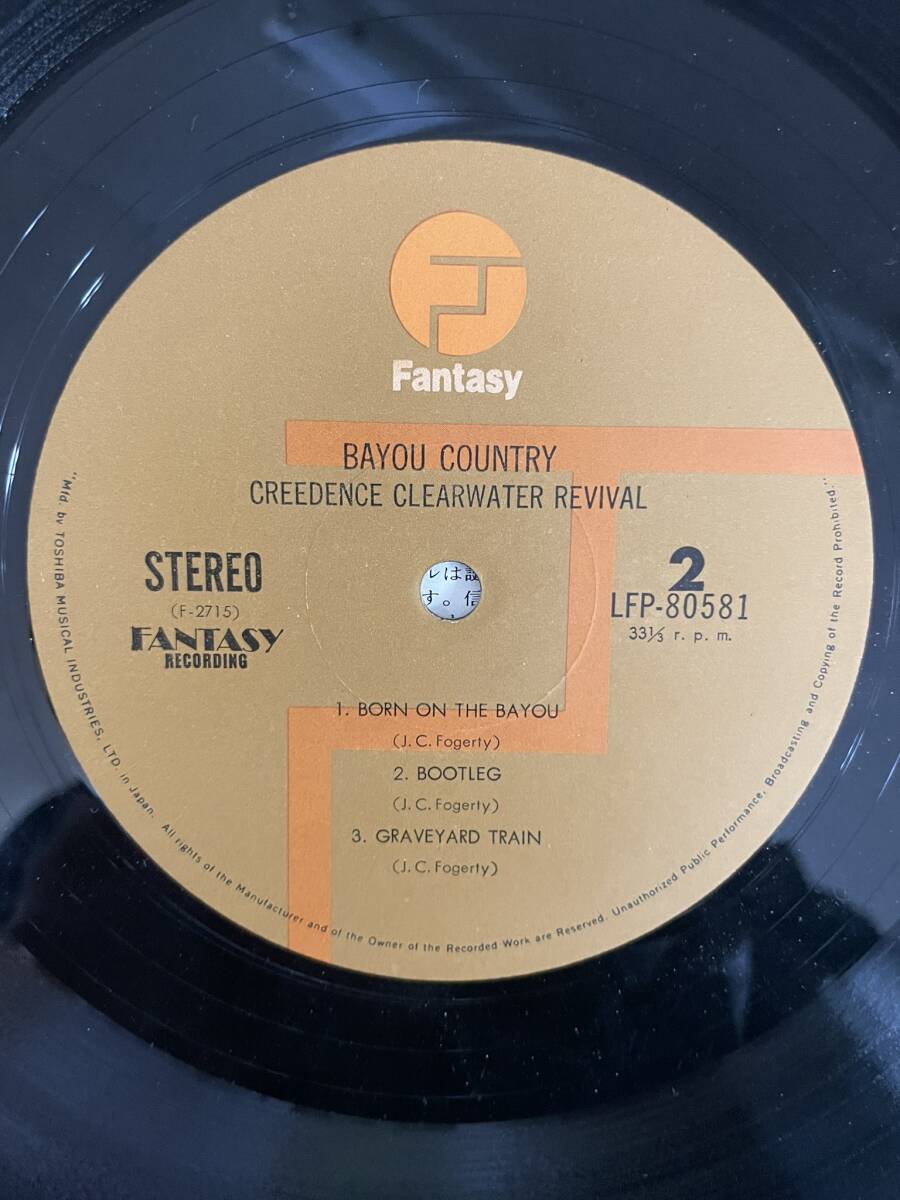 Fantasy
BAYOU COUNTRY
CREEDENCE CLEARWATER REVIVAL
STEREO
(F-2715)
FANTASY
RECORDING
2
LFP-80581
33⅓ r. p. m.
レは設
す。信
1. BORN ON THE BAYOU
(J. C. Fogerty)
2. BOOTLEG
(J. C. Fogerty)
3. GRAVEYARD TRAIN
(J. C. Fogerty)
"Mfd. by TOSHIBA MUSICAL INDUSTRIES, LTD. in Japan. All rights of the Manufacturer and of the Owner of the Recorded Work are Reserved. Unauthorized Public Performance, Broadcasting and Copying of the Record Prohibited."